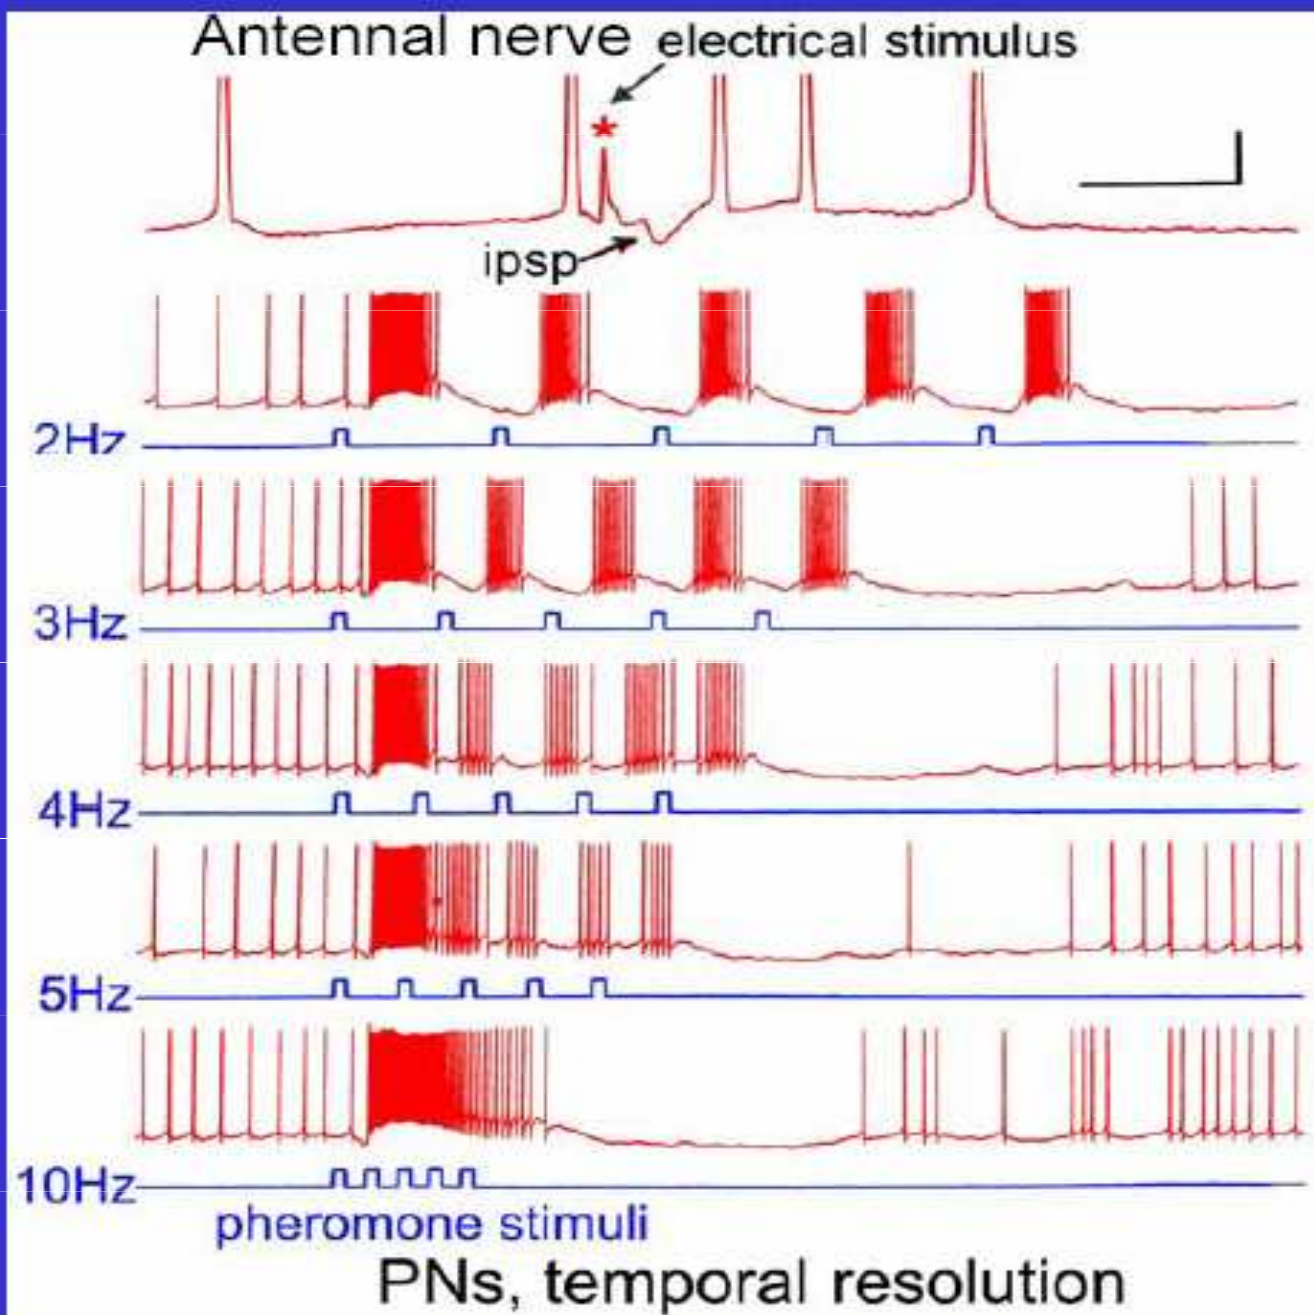 Antennal nerve electrical stimulus
*
ipsp
2Hz
3Hz
4Hz
5Hz
10Hz
pheromone stimuli
PNs, temporal resolution